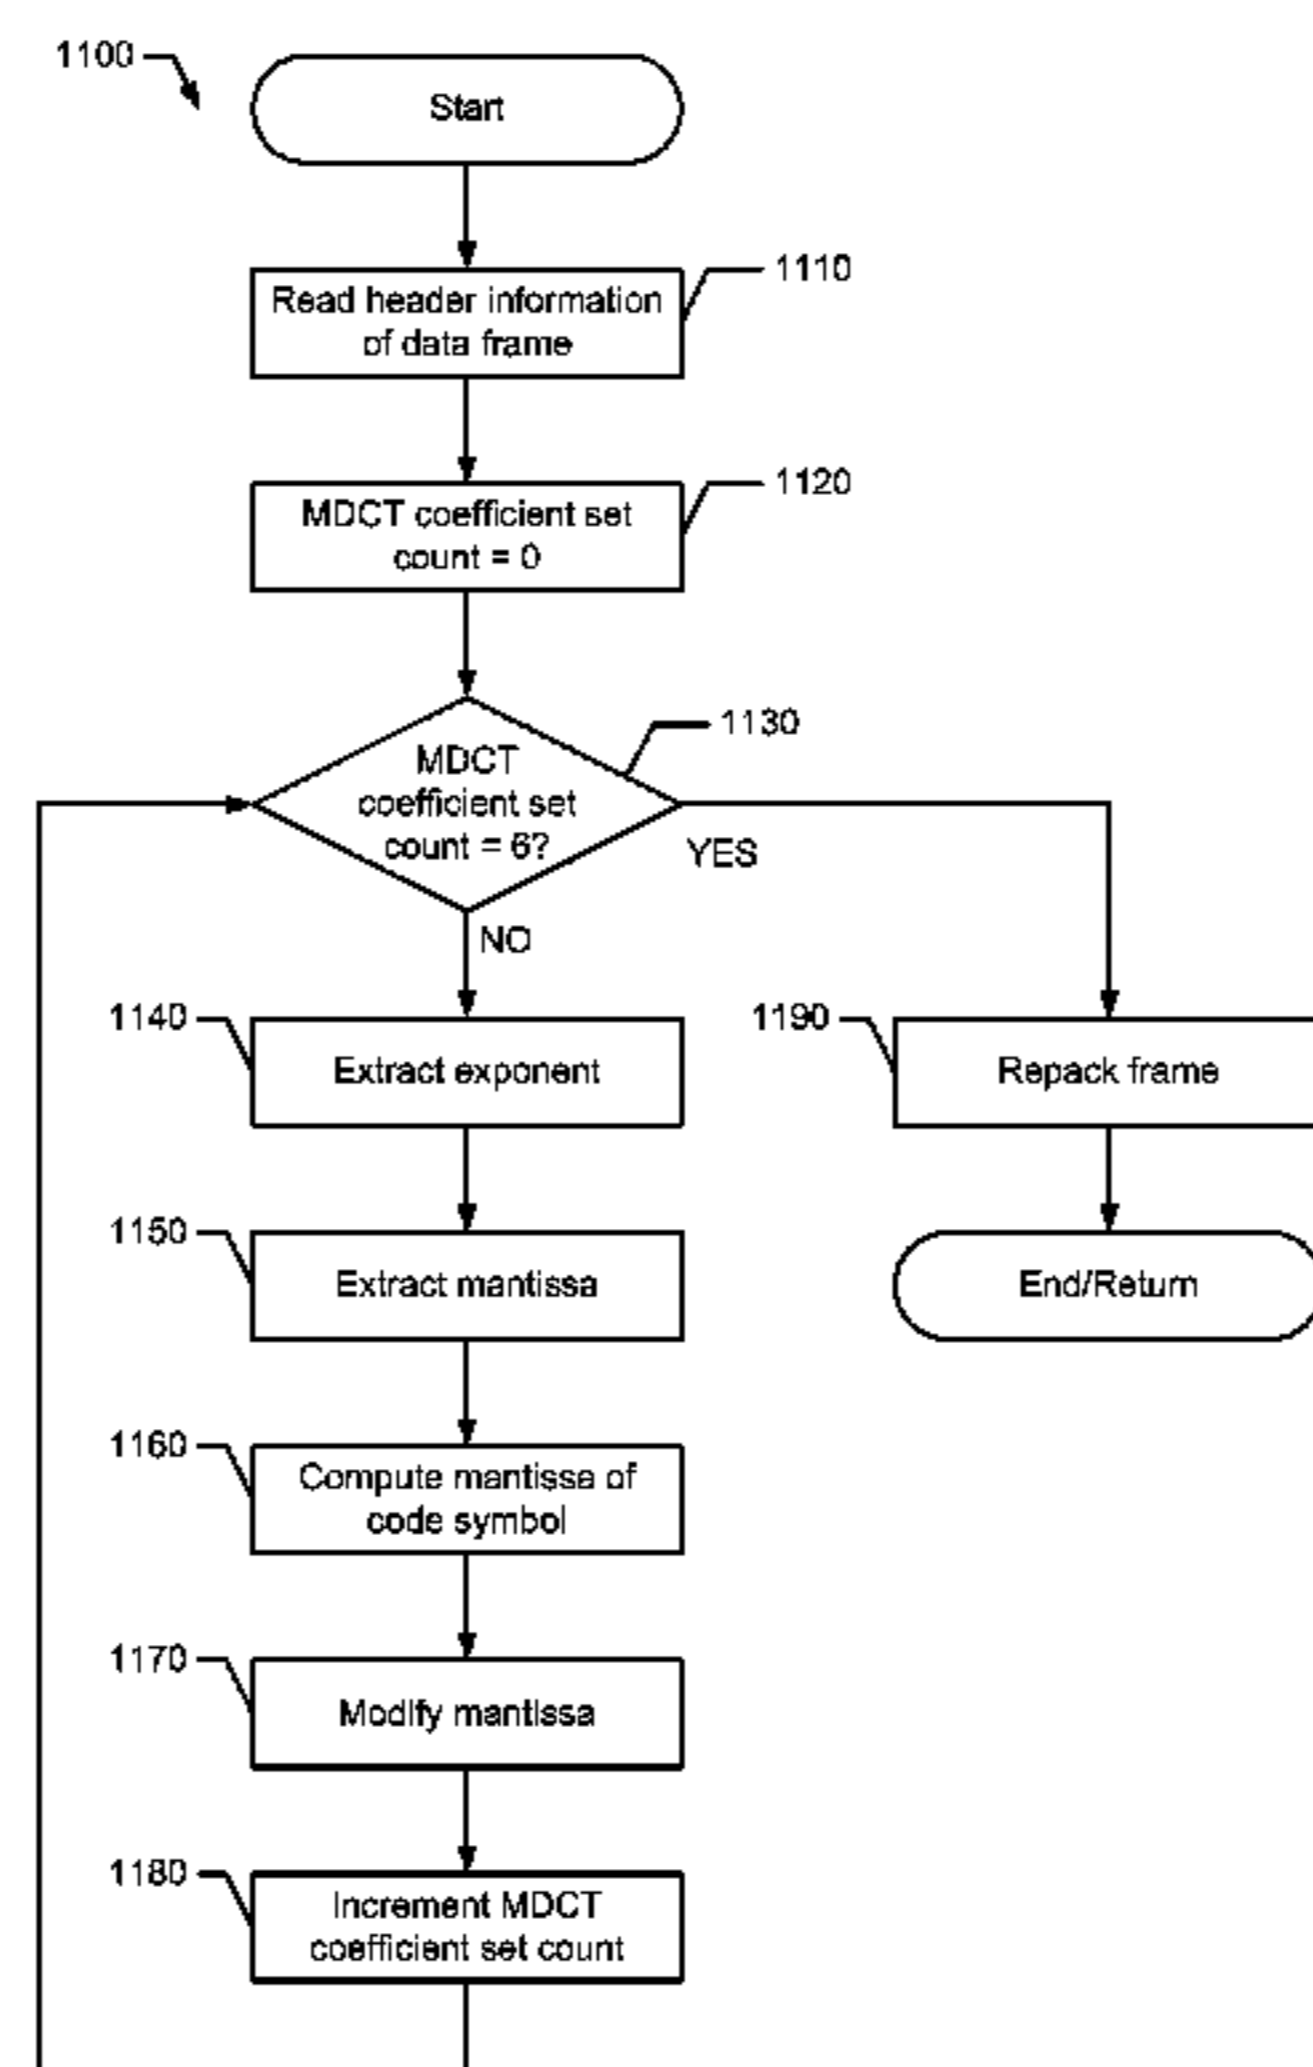 1100
Start
1110
Read header information
of data frame
1120
MDCT coefficient set
count = 0
1130
MDCT
coefficient set
count = 6?
YES
NO
1140
Extract exponent
1190
Repack frame
1150
Extract mantissa
End/Return
1160
Compute mantissa of
code symbol
1170
Modify mantissa
1180
Increment MDCT
coefficient set count